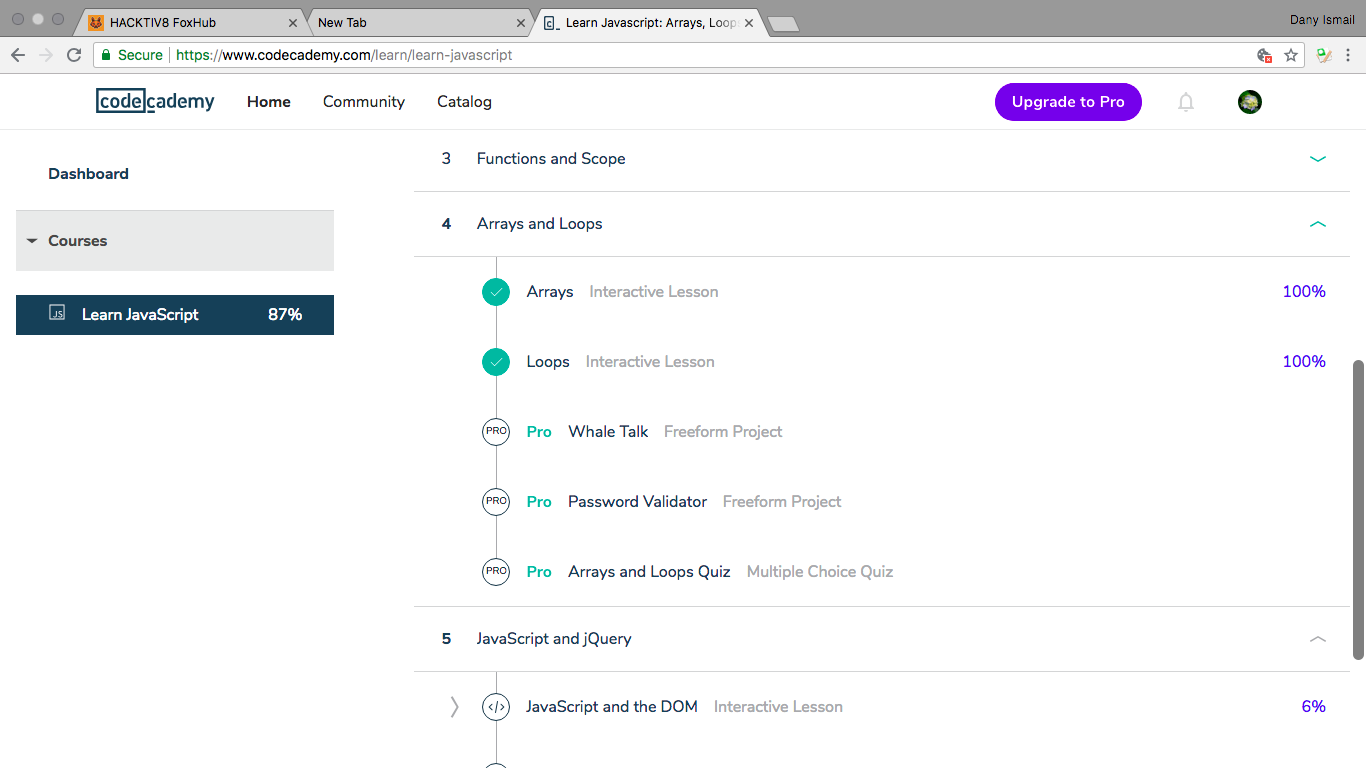 HACKTIV8 FoxHub
New Tab
Learn Javascript: Arrays, Loop
Dany Ismail
Secure https://www.codecademy.com/learn/learn-javascript
codecademy Home Community Catalog Upgrade to Pro
Dashboard
Courses
JS Learn JavaScript 87%
3 Functions and Scope
4 Arrays and Loops
Arrays Interactive Lesson 100%
Loops Interactive Lesson 100%
PRO Pro Whale Talk Freeform Project
PRO Pro Password Validator Freeform Project
PRO Pro Arrays and Loops Quiz Multiple Choice Quiz
5 JavaScript and jQuery
</> JavaScript and the DOM Interactive Lesson 6%